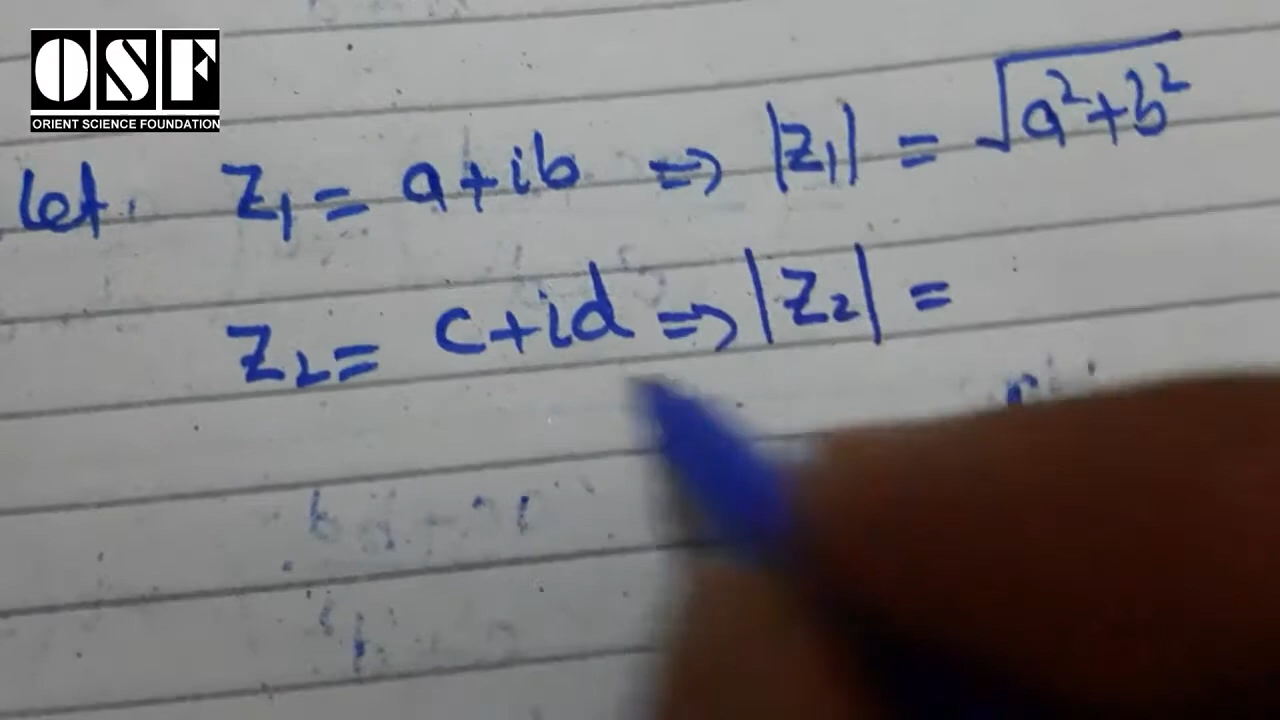 OSF
ORIENT SCIENCE FOUNDATION
let. z₁ = a+ib ⇒ |z₁| = √(a²+b²)
z₂ = c+id ⇒ |z₂| =